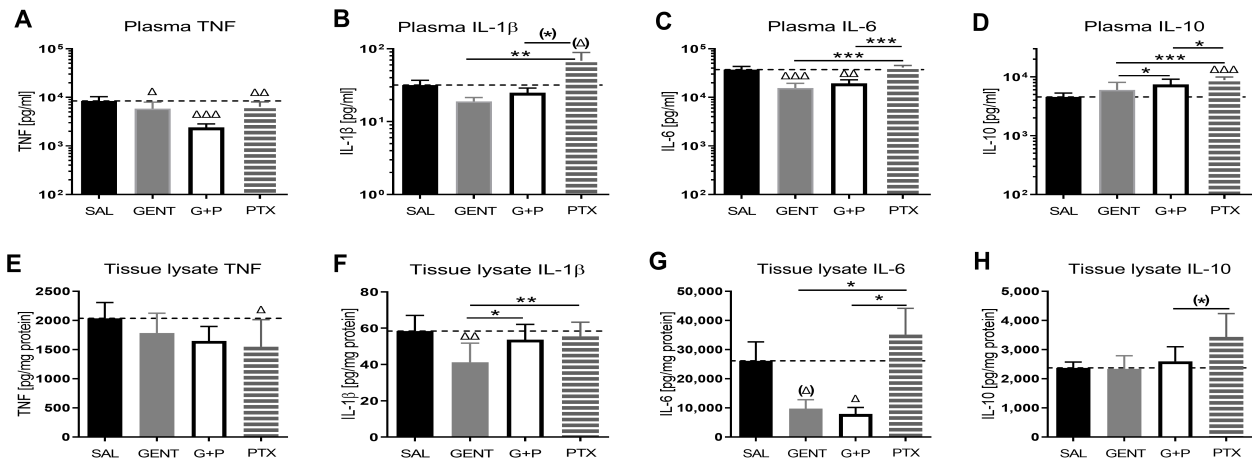 A Plasma TNF
(*)
**
TNF [pg/ml]
10⁵
10⁴
10³
10²
△
△△△
△△
SAL GENT G+P PTX
B Plasma IL-1β
IL-1β [pg/ml]
10²
10¹
10⁰
(△)
SAL GENT G+P PTX
C Plasma IL-6
***
***
IL-6 [pg/ml]
10⁵
10⁴
10³
10²
△△△
△△
SAL GENT G+P PTX
D Plasma IL-10
*
***
*
IL-10 [pg/ml]
10⁴
10³
10²
△△△
SAL GENT G+P PTX
E Tissue lysate TNF
TNF [pg/mg protein]
2500
2000
1500
1000
500
0
△
SAL GENT G+P PTX
F Tissue lysate IL-1β
**
*
IL-1β [pg/mg protein]
80
60
40
20
0
△△
SAL GENT G+P PTX
G Tissue lysate IL-6
*
*
IL-6 [pg/mg protein]
50,000
40,000
30,000
20,000
10,000
0
(△)
△
SAL GENT G+P PTX
H Tissue lysate IL-10
(*)
IL-10 [pg/mg protein]
5,000
4,000
3,000
2,000
1,000
0
SAL GENT G+P PTX